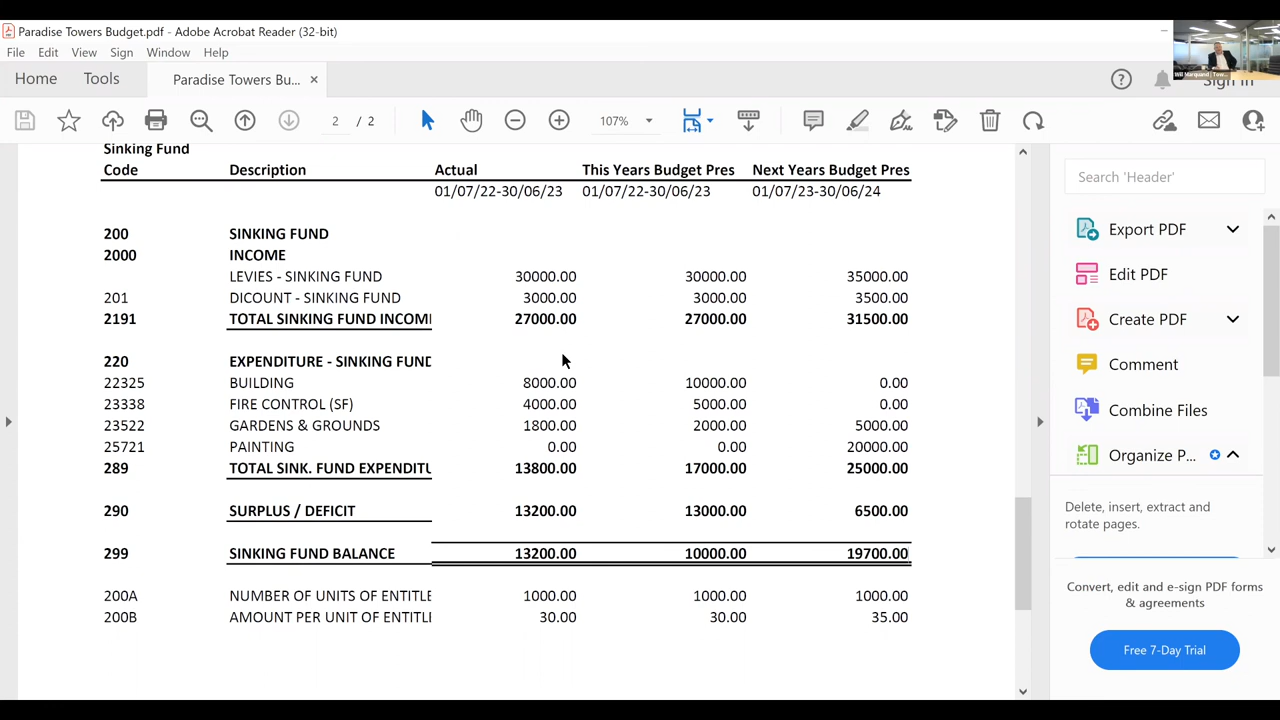 Paradise Towers Budget.pdf - Adobe Acrobat Reader (32-bit)
File Edit View Sign Window Help
Home Tools Paradise Towers Bu... × Sign In
2 / 2 107%
Sinking Fund
Code Description Actual This Years Budget Pres Next Years Budget Pres
01/07/22-30/06/23 01/07/22-30/06/23 01/07/23-30/06/24
200 SINKING FUND
2000 INCOME
LEVIES - SINKING FUND 30000.00 30000.00 35000.00
201 DICOUNT - SINKING FUND 3000.00 3000.00 3500.00
2191 TOTAL SINKING FUND INCOME 27000.00 27000.00 31500.00
220 EXPENDITURE - SINKING FUND
22325 BUILDING 8000.00 10000.00 0.00
23338 FIRE CONTROL (SF) 4000.00 5000.00 0.00
23522 GARDENS & GROUNDS 1800.00 2000.00 5000.00
25721 PAINTING 0.00 0.00 20000.00
289 TOTAL SINK. FUND EXPENDITU 13800.00 17000.00 25000.00
290 SURPLUS / DEFICIT 13200.00 13000.00 6500.00
299 SINKING FUND BALANCE 13200.00 10000.00 19700.00
200A NUMBER OF UNITS OF ENTITLE 1000.00 1000.00 1000.00
200B AMOUNT PER UNIT OF ENTITL 30.00 30.00 35.00
Search 'Header'
Export PDF
Edit PDF
Create PDF
Comment
Combine Files
Organize P...
Delete, insert, extract and
rotate pages.
Convert, edit and e-sign PDF forms
& agreements
Free 7-Day Trial